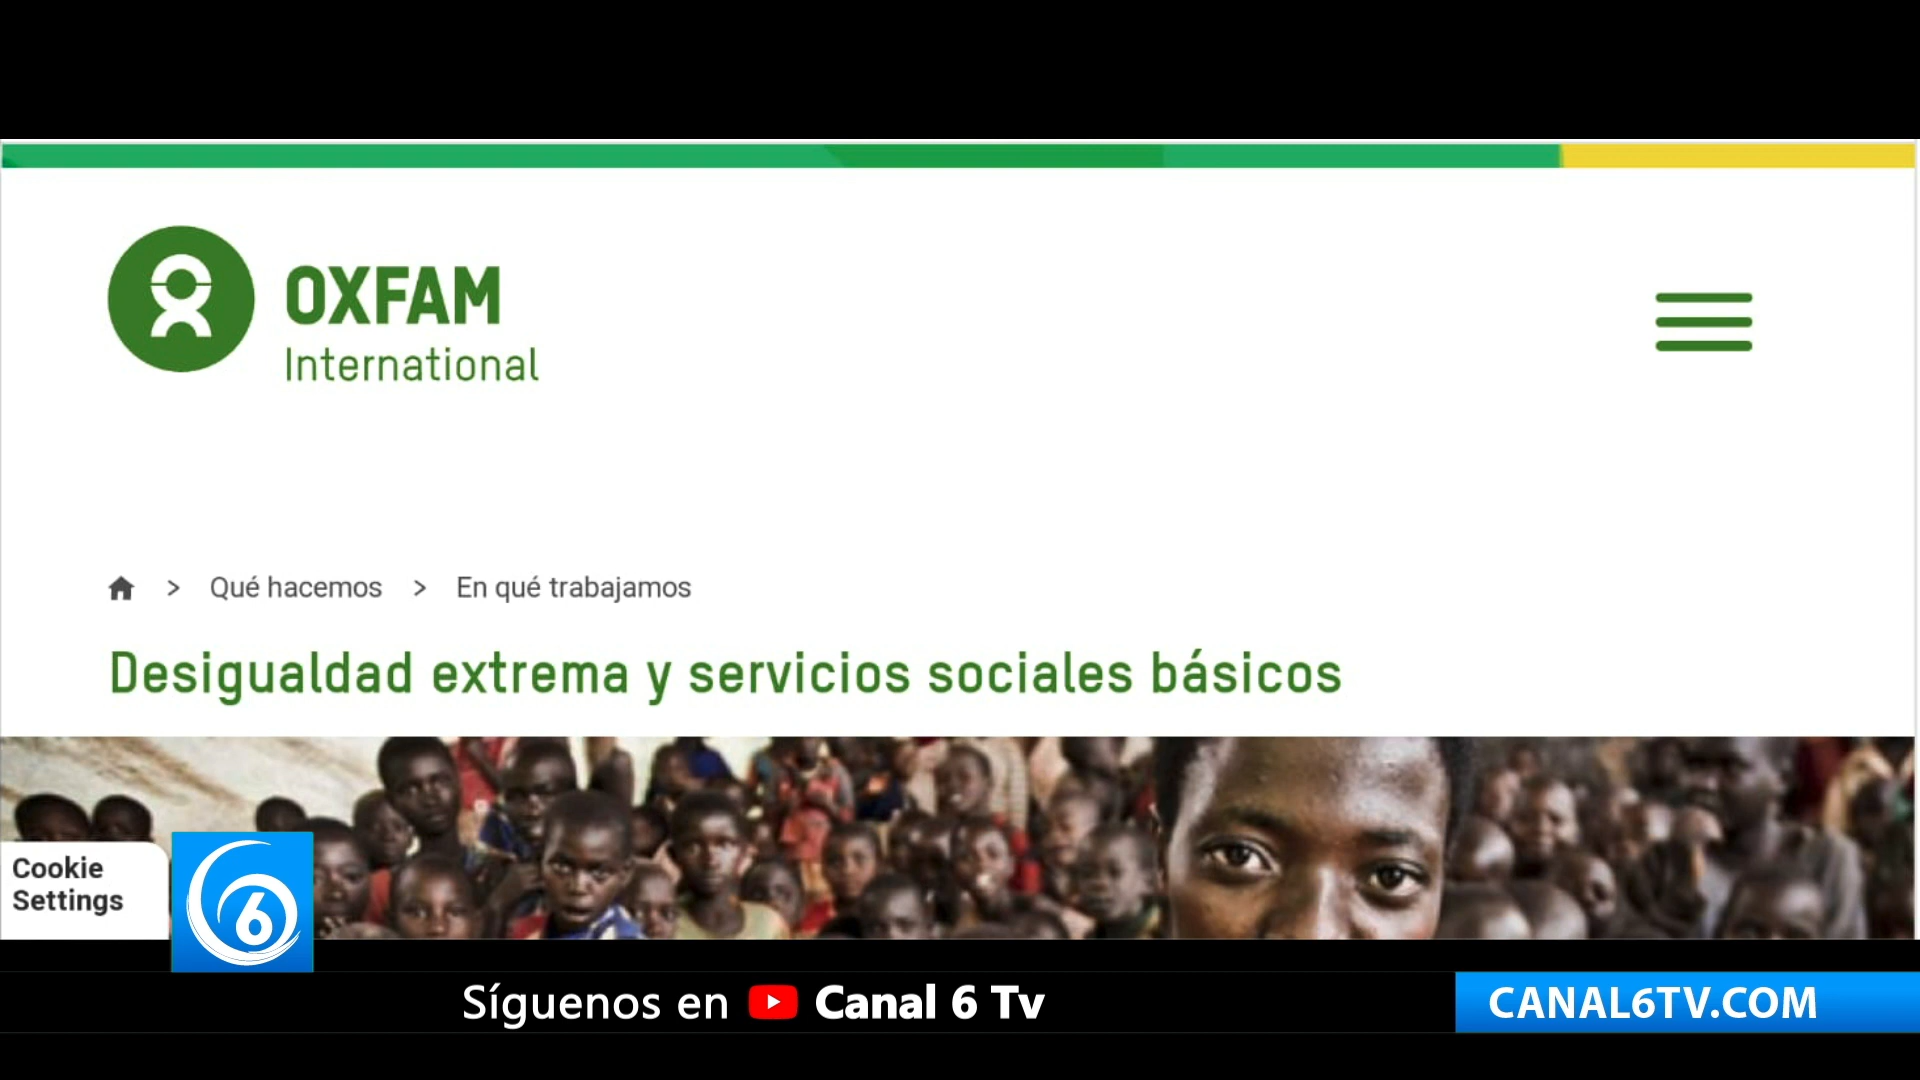 OXFAM
International
Qué hacemos > En qué trabajamos
Desigualdad extrema y servicios sociales básicos
Cookie
Settings
6
Síguenos en Canal 6 Tv
CANAL6TV.COM